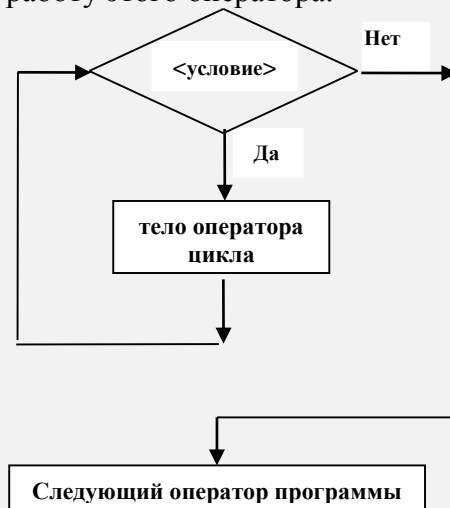 работу этого оператора.
Нет
<условие>
Да
тело оператора
цикла
Следующий оператор программы